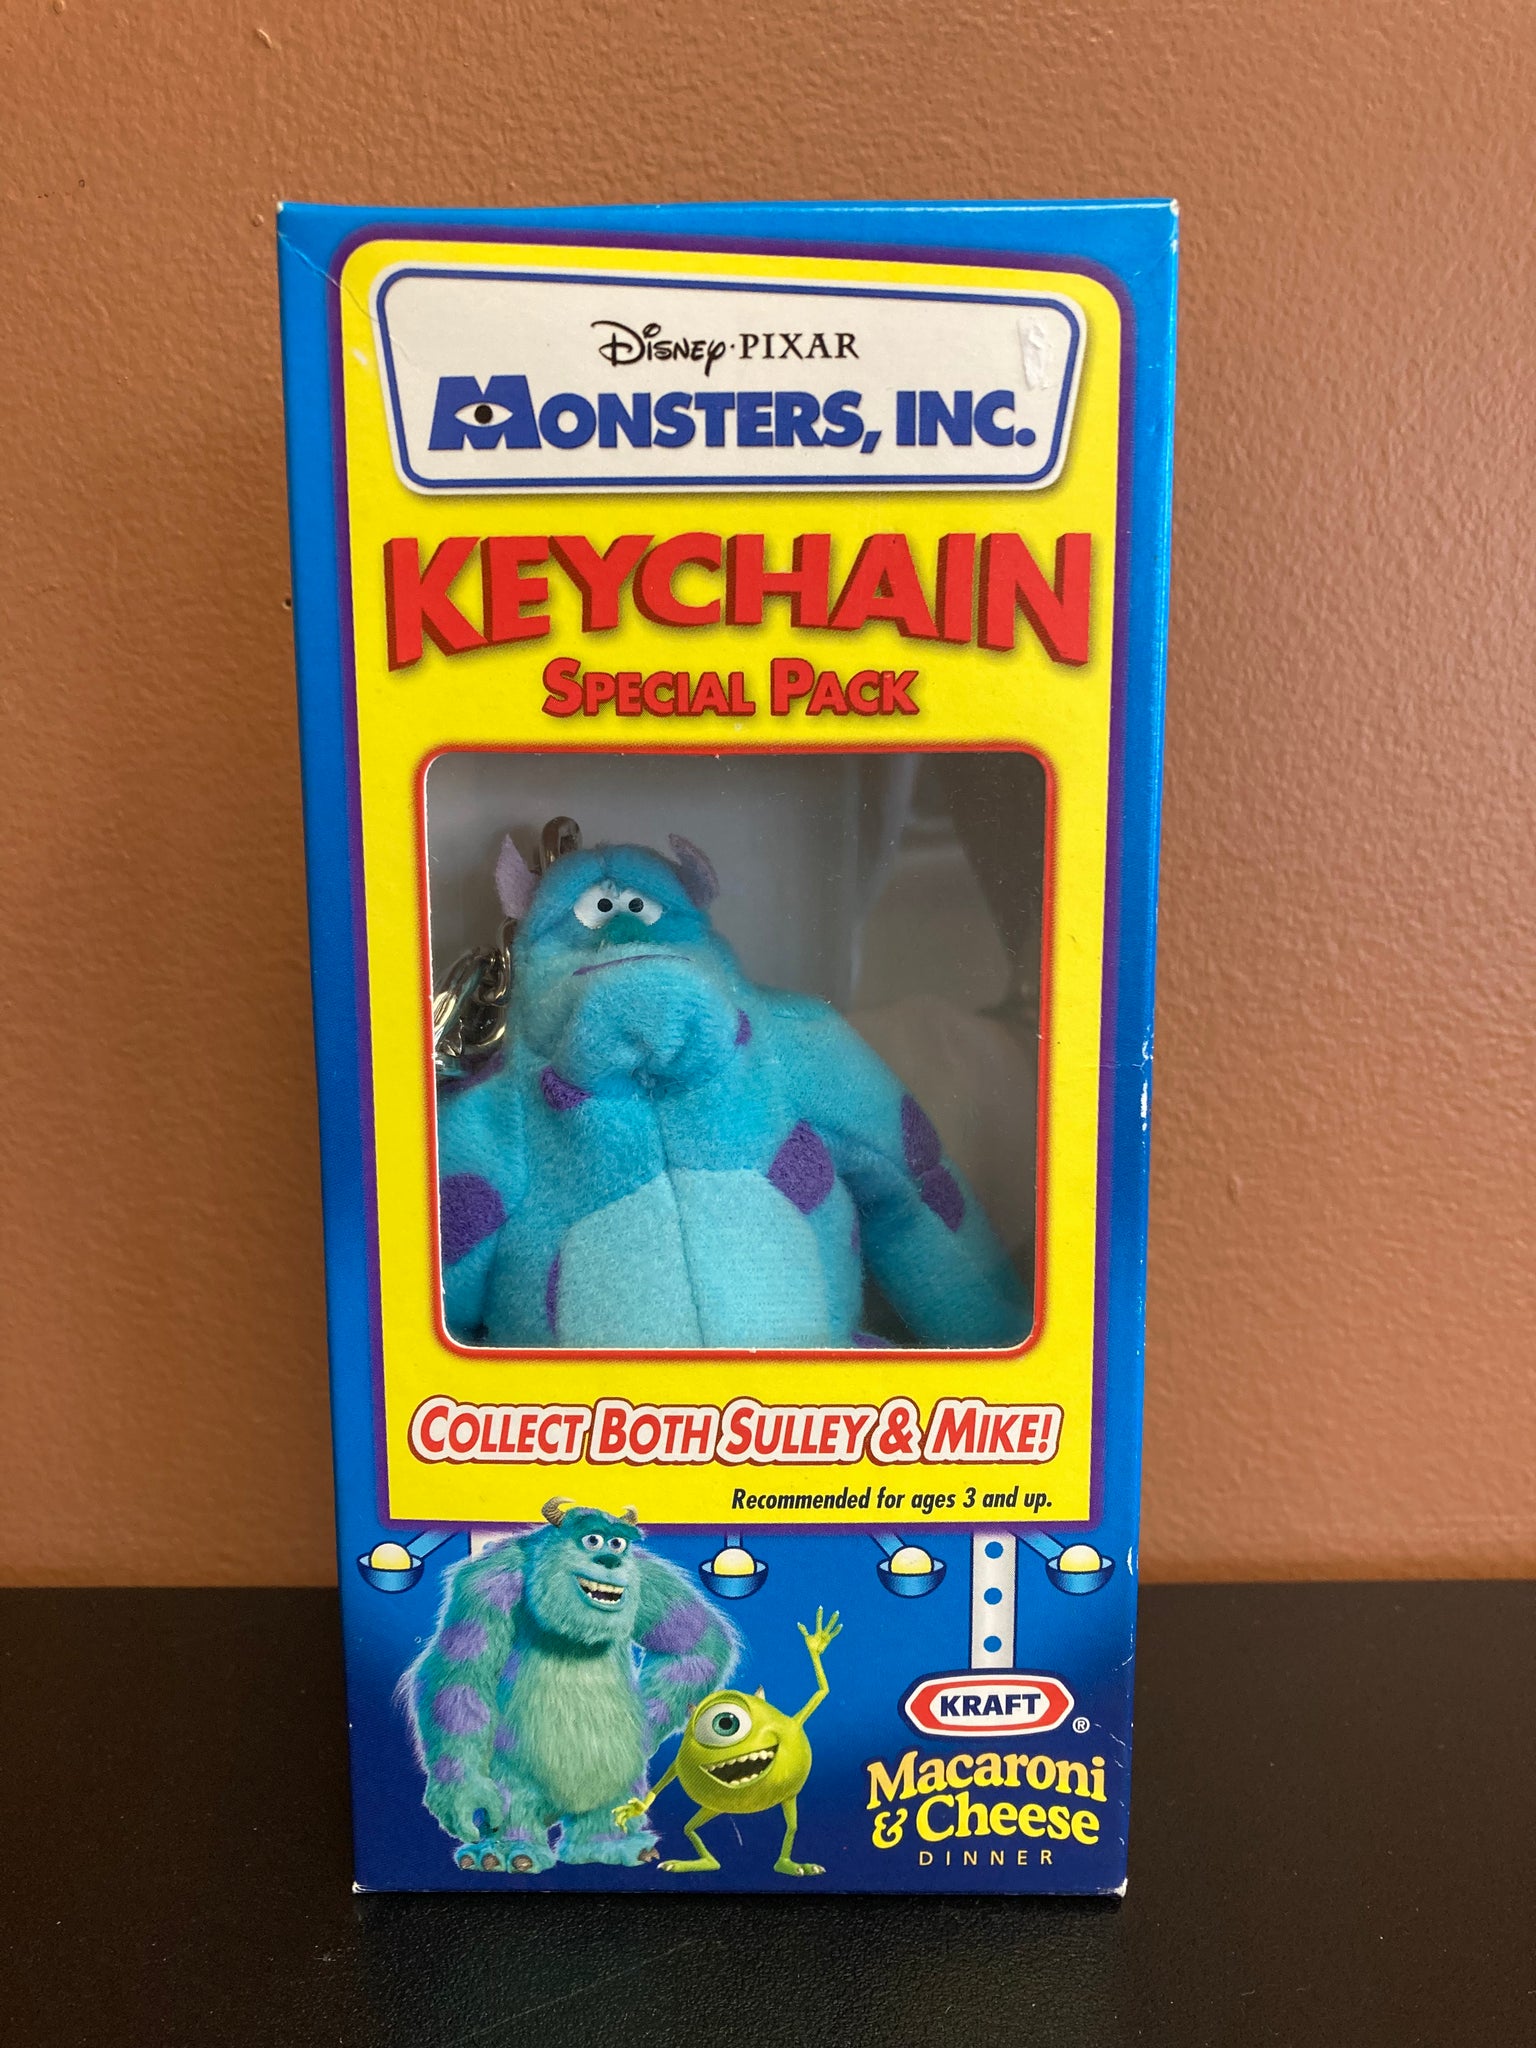 Disney·PIXAR
MONSTERS, INC.
KEYCHAIN
SPECIAL PACK
COLLECT BOTH SULLEY & MIKE!
Recommended for ages 3 and up.
KRAFT ®
Macaroni
& Cheese
DINNER